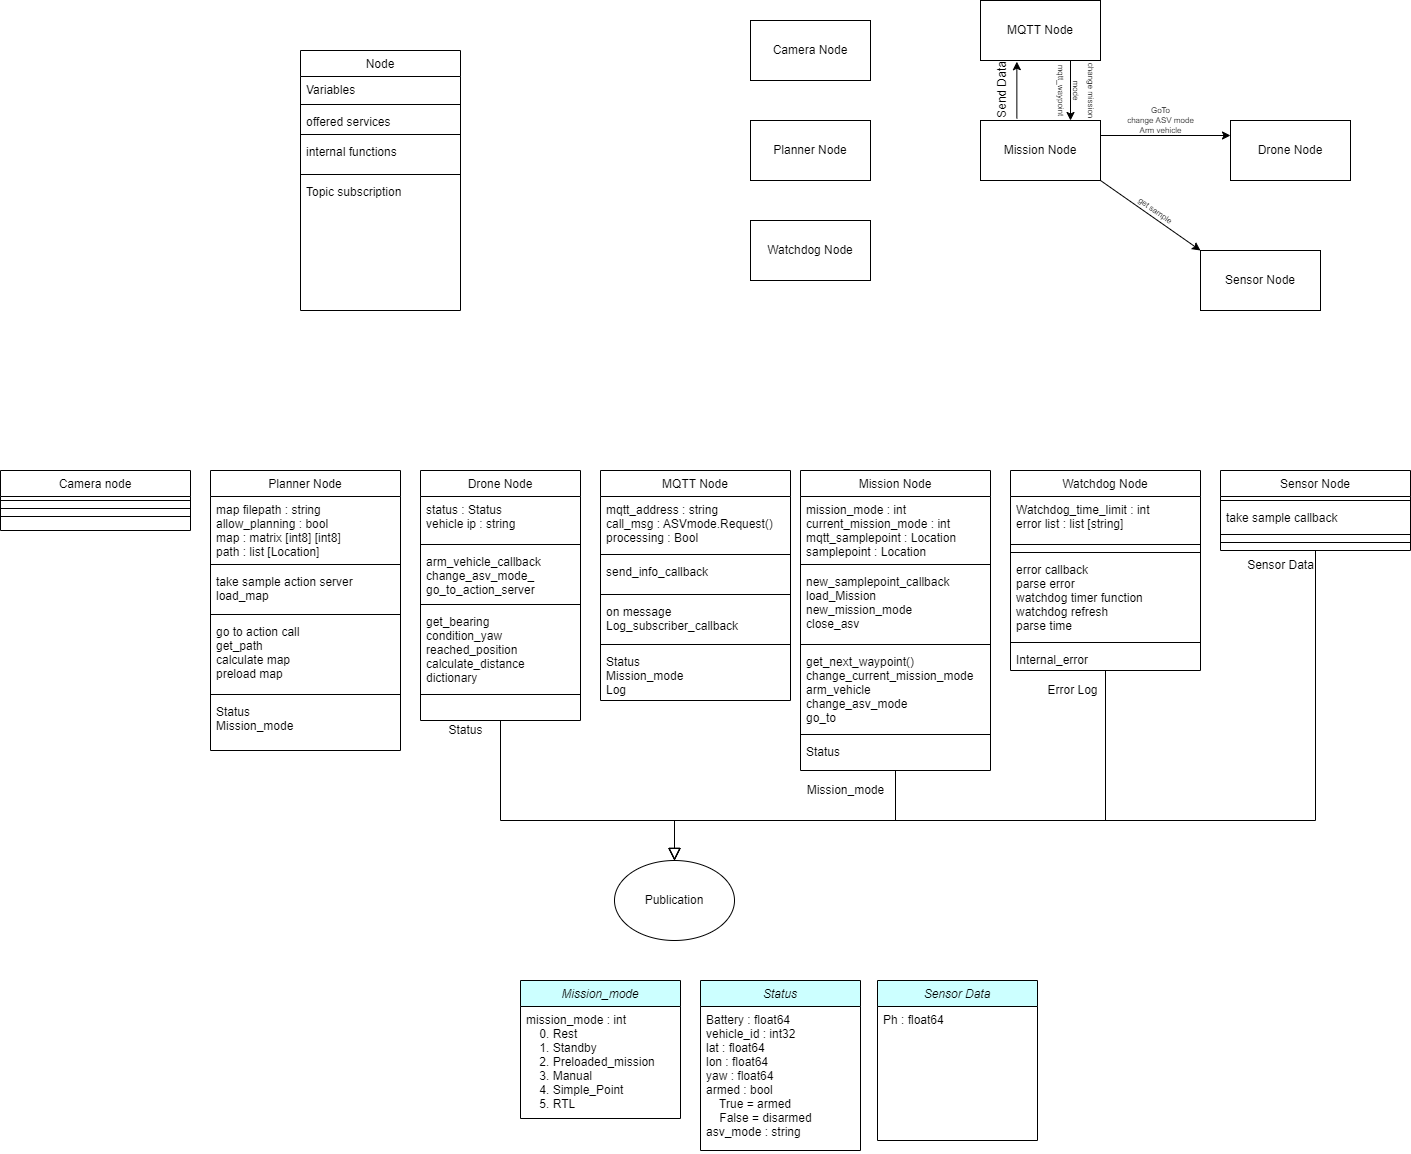 Node
Variables
offered services
internal functions
Topic subscription
Camera Node
Planner Node
Watchdog Node
MQTT Node
Send Data
mqtt_waypoint
mode
change mission
Mission Node
GoTo
change ASV mode
Arm vehicle
Drone Node
get sample
Sensor Node
Camera node
Planner Node
map filepath : string
allow_planning : bool
map : matrix [int8] [int8]
path : list [Location]
take sample action server
load_map
go to action call
get_path
calculate map
preload map
Status
Mission_mode
Drone Node
status : Status
vehicle ip : string
arm_vehicle_callback
change_asv_mode_
go_to_action_server
get_bearing
condition_yaw
reached_position
calculate_distance
dictionary
Status
MQTT Node
mqtt_address : string
call_msg : ASVmode.Request()
processing : Bool
send_info_callback
on message
Log_subscriber_callback
Status
Mission_mode
Log
Mission Node
mission_mode : int
current_mission_mode : int
mqtt_samplepoint : Location
samplepoint : Location
new_samplepoint_callback
load_Mission
new_mission_mode
close_asv
get_next_waypoint()
change_current_mission_mode
arm_vehicle
change_asv_mode
go_to
Status
Mission_mode
Watchdog Node
Watchdog_time_limit : int
error list : list [string]
error callback
parse error
watchdog timer function
watchdog refresh
parse time
Internal_error
Error Log
Sensor Node
take sample callback
Sensor Data
Publication
Mission_mode
mission_mode : int
0. Rest
1. Standby
2. Preloaded_mission
3. Manual
4. Simple_Point
5. RTL
Status
Battery : float64
vehicle_id : int32
lat : float64
lon : float64
yaw : float64
armed : bool
True = armed
False = disarmed
asv_mode : string
Sensor Data
Ph : float64